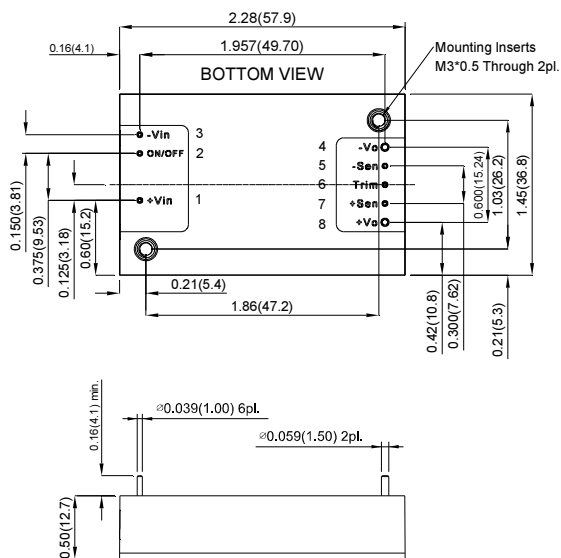 2.28(57.9)
0.16(4.1)
1.957(49.70)
Mounting Inserts
M3*0.5 Through 2pl.
BOTTOM VIEW
-Vin 3
ON/OFF 2
+Vin 1
4 -Vo
5 -Sen
6 Trim
7 +Sen
8 +Vo
0.150(3.81)
0.375(9.53)
0.125(3.18)
0.60(15.2)
0.600(15.24)
1.03(26.2)
1.45(36.8)
0.21(5.4)
1.86(47.2)
0.42(10.8)
0.300(7.62)
0.21(5.3)
0.16(4.1) min.
⌀0.039(1.00) 6pl.
⌀0.059(1.50) 2pl.
0.50(12.7)